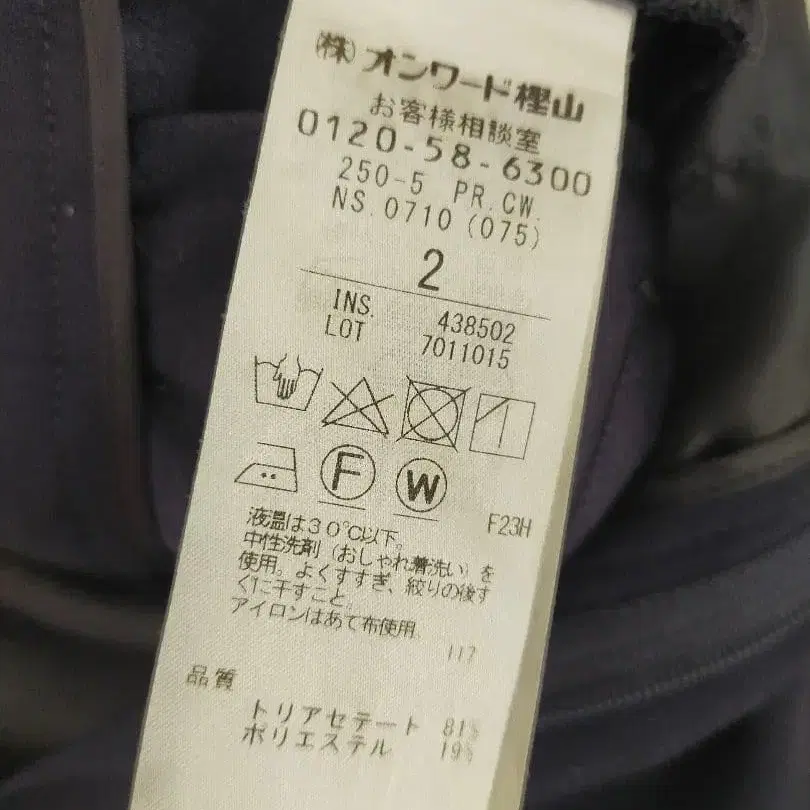 ㈱オンワード樫山
お客様相談室
0120-58-6300
250-5 PR.CW.
NS.0710 (075)
2
INS. 438502
LOT 7011015
F
W
F23H
液温は30℃以下。
中性洗剤（おしゃれ着洗い）を
使用。よくすすぎ、絞りの後す
ぐに干すこと。
アイロンはあて布使用
117
品質
トリアセテート 81%
ポリエステル 19%